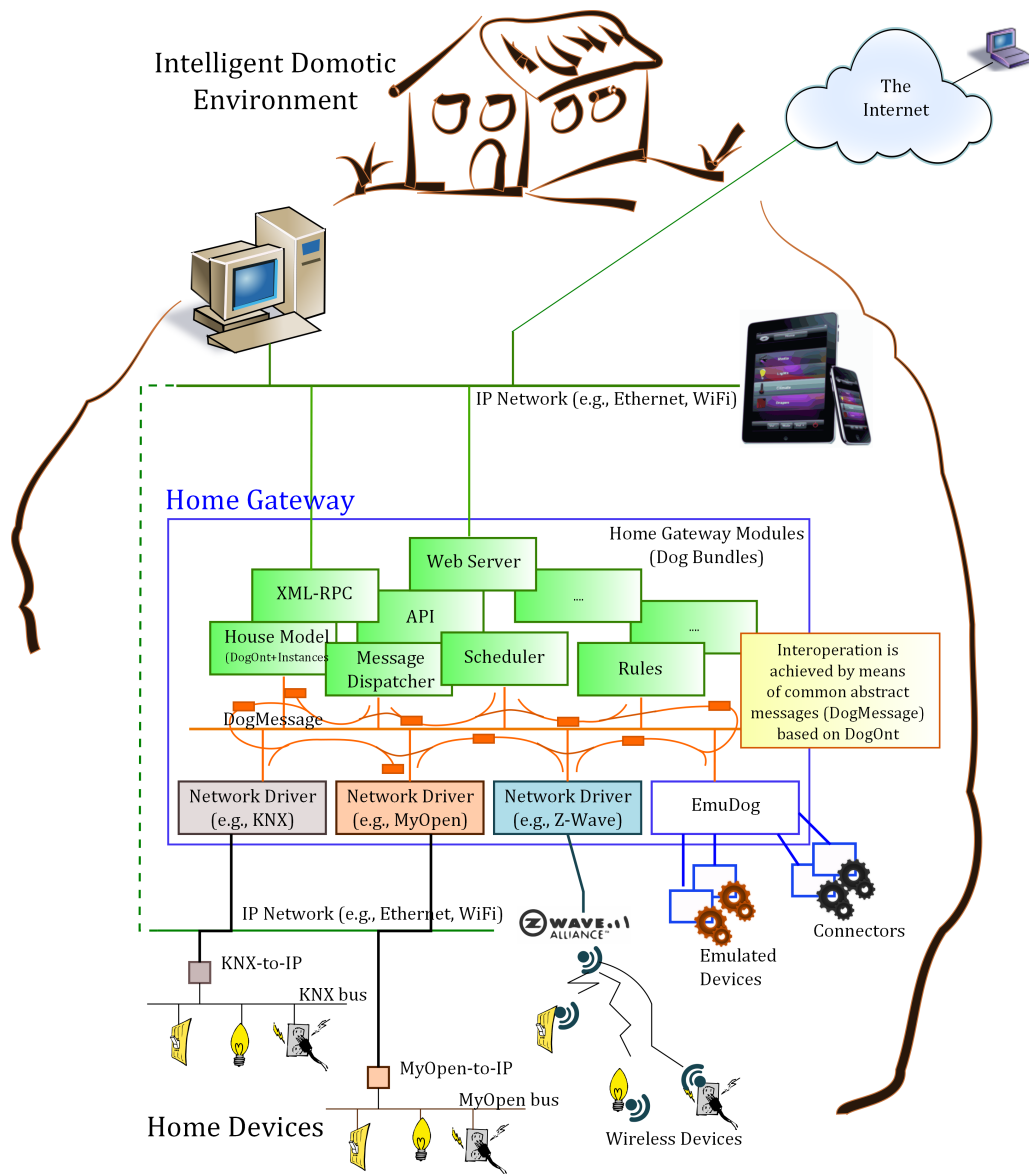 Intelligent Domotic
Environment
The
Internet
IP Network (e.g., Ethernet, WiFi)
Home Gateway
Home Gateway Modules
(Dog Bundles)
Web Server
XML-RPC
....
API
....
House Model
(DogOnt+Instances
Message
Dispatcher
Scheduler
Rules
Interoperation is
achieved by means
of common abstract
messages (DogMessage)
based on DogOnt
DogMessage
Network Driver
(e.g., KNX)
Network Driver
(e.g., MyOpen)
Network Driver
(e.g., Z-Wave)
EmuDog
IP Network (e.g., Ethernet, WiFi)
Z WAVE
ALLIANCE™
Connectors
Emulated
Devices
KNX-to-IP
KNX bus
MyOpen-to-IP
MyOpen bus
Home Devices
Wireless Devices